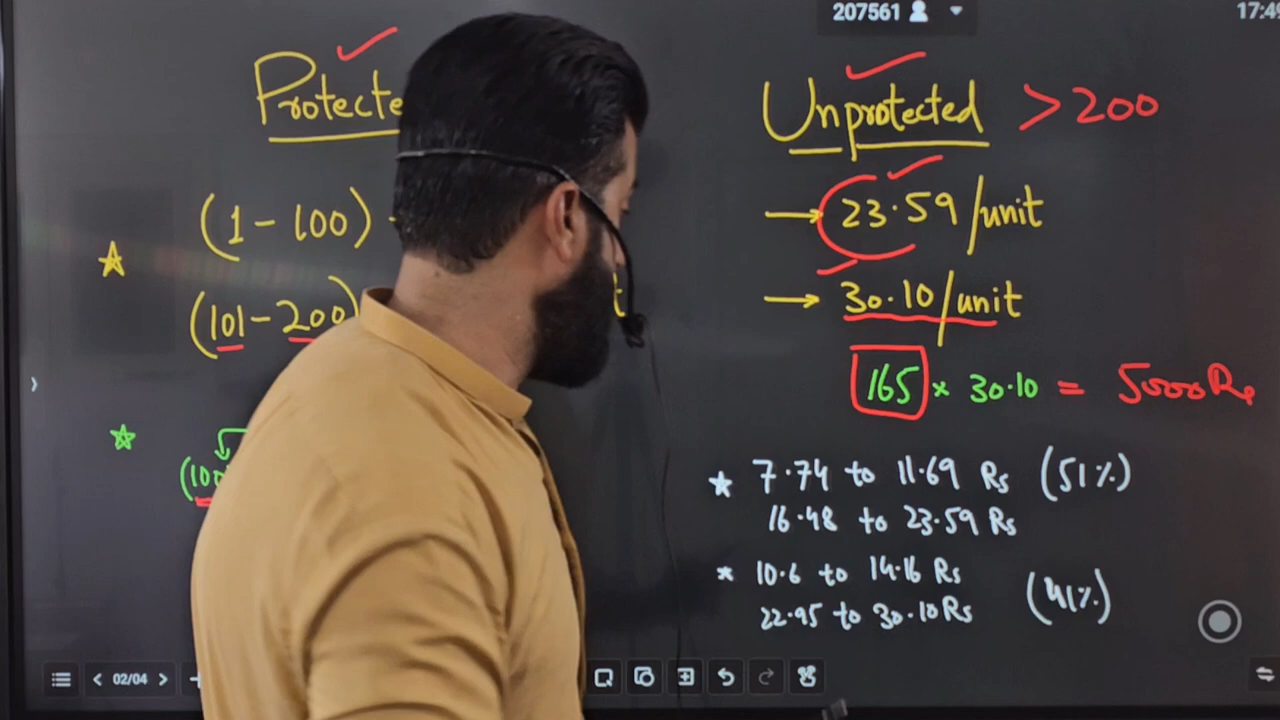 207561
17:49
Protecte
Unprotected > 200
(1 - 100) -
→ 23.59/unit
(101 - 200)
t
→ 30.10/unit
165 × 30.10 = 5000 Rs
(100
* 7.74 to 11.69 Rs (51%)
16.48 to 23.59 Rs
* 10.6 to 14.16 Rs
22.95 to 30.10 Rs (41%)
< 02/04 >